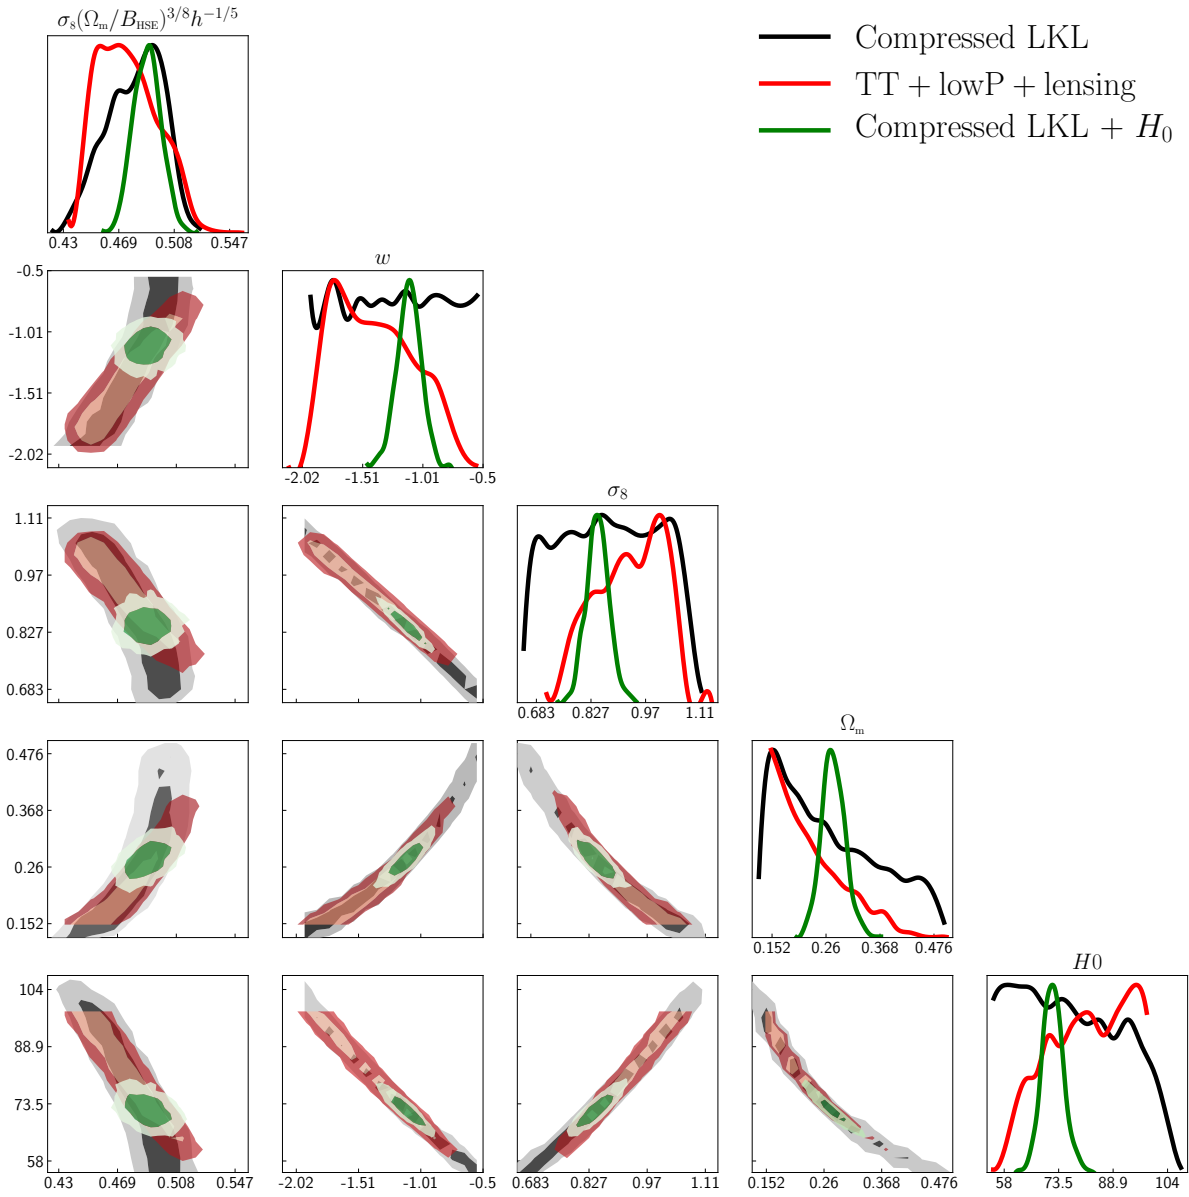 σ₈(Ωₘ/B_HSE)^{3/8}h^{−1/5}
Compressed LKL
TT + lowP + lensing
Compressed LKL + H₀
0.43 0.469 0.508 0.547
w
-0.5
-1.01
-1.51
-2.02
-2.02 -1.51 -1.01 -0.5
σ₈
1.11
0.97
0.827
0.683
0.683 0.827 0.97 1.11
Ωₘ
0.476
0.368
0.26
0.152
0.152 0.26 0.368 0.476
H0
104
88.9
73.5
58
0.43 0.469 0.508 0.547 -2.02 -1.51 -1.01 -0.5 0.683 0.827 0.97 1.11 0.152 0.26 0.368 0.476 58 73.5 88.9 104